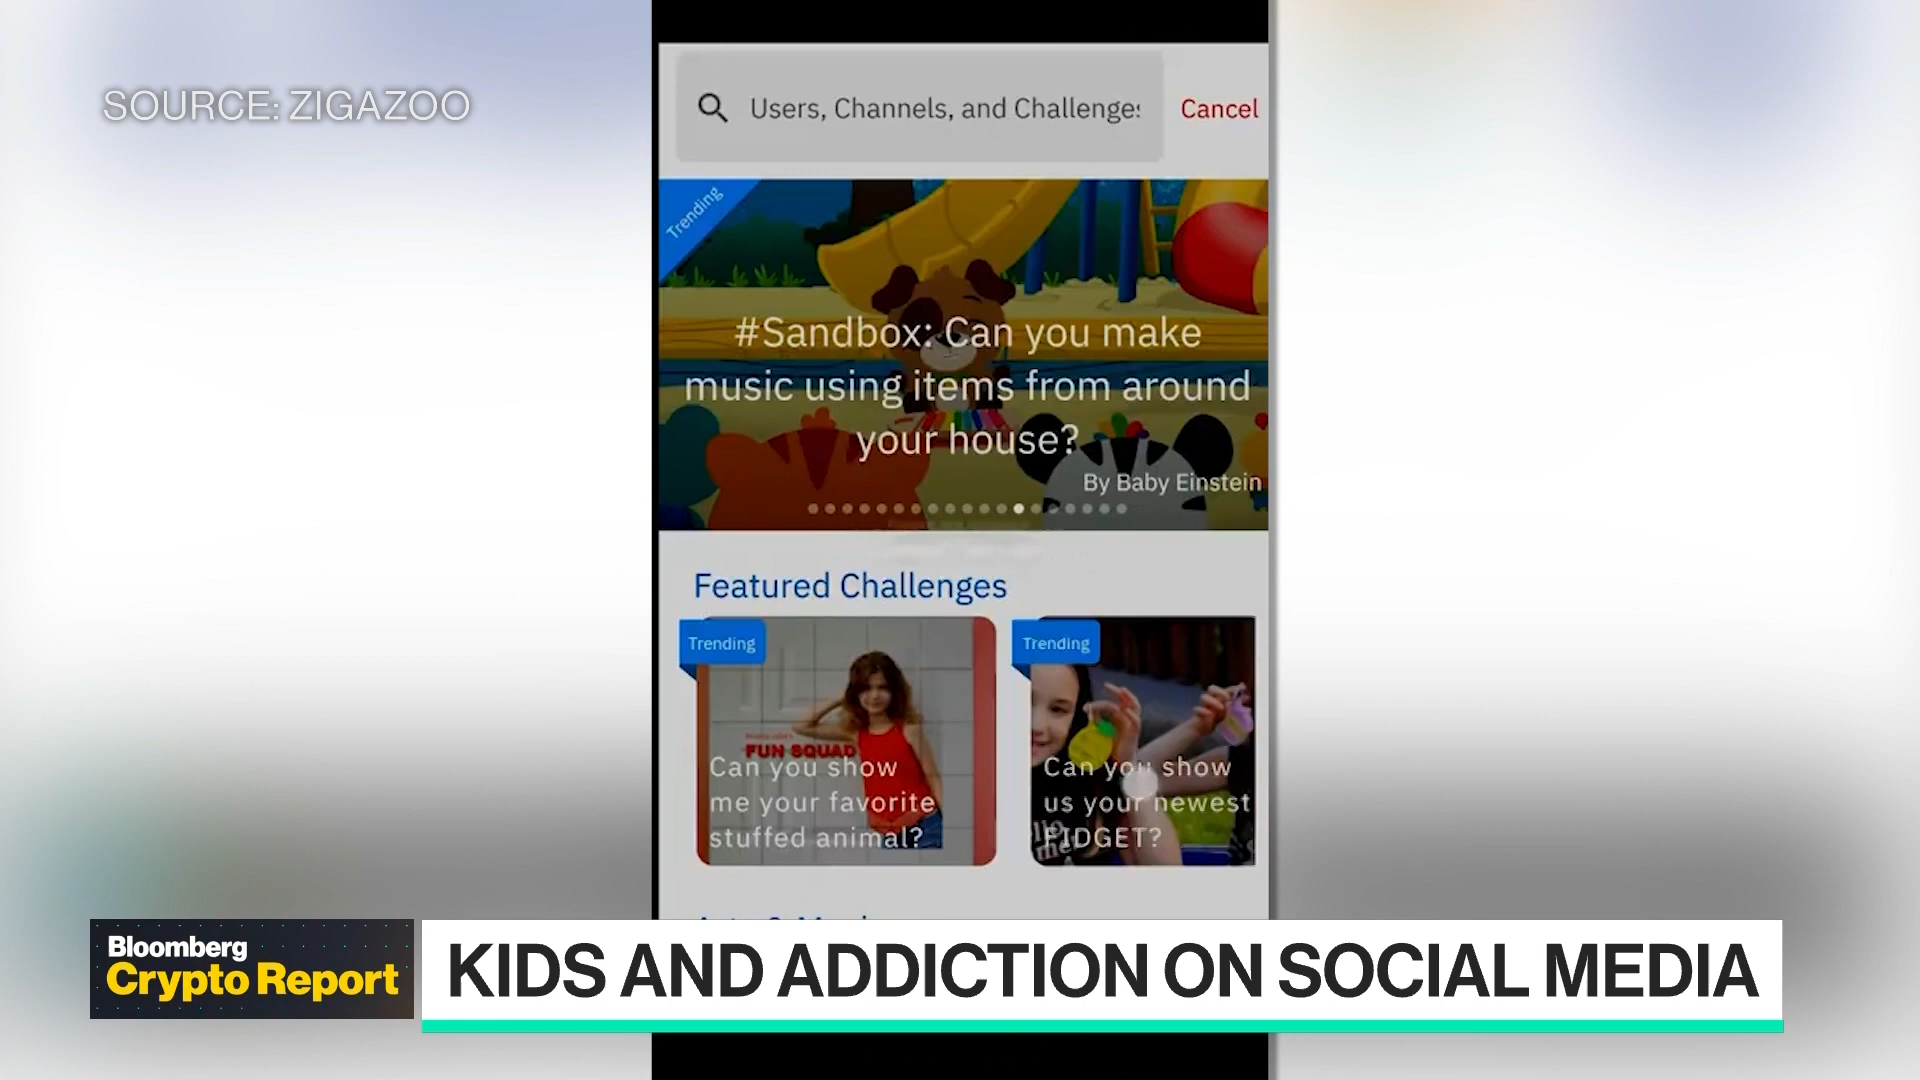 SOURCE: ZIGAZOO
Users, Channels, and Challenges
Cancel
Trending
#Sandbox: Can you make
music using items from around
your house?
By Baby Einstein
Featured Challenges
Trending
FUN SQUAD
Can you show
me your favorite
stuffed animal?
Trending
Can you show
us your newest
FIDGET?
Bloomberg
Crypto Report
KIDS AND ADDICTION ON SOCIAL MEDIA